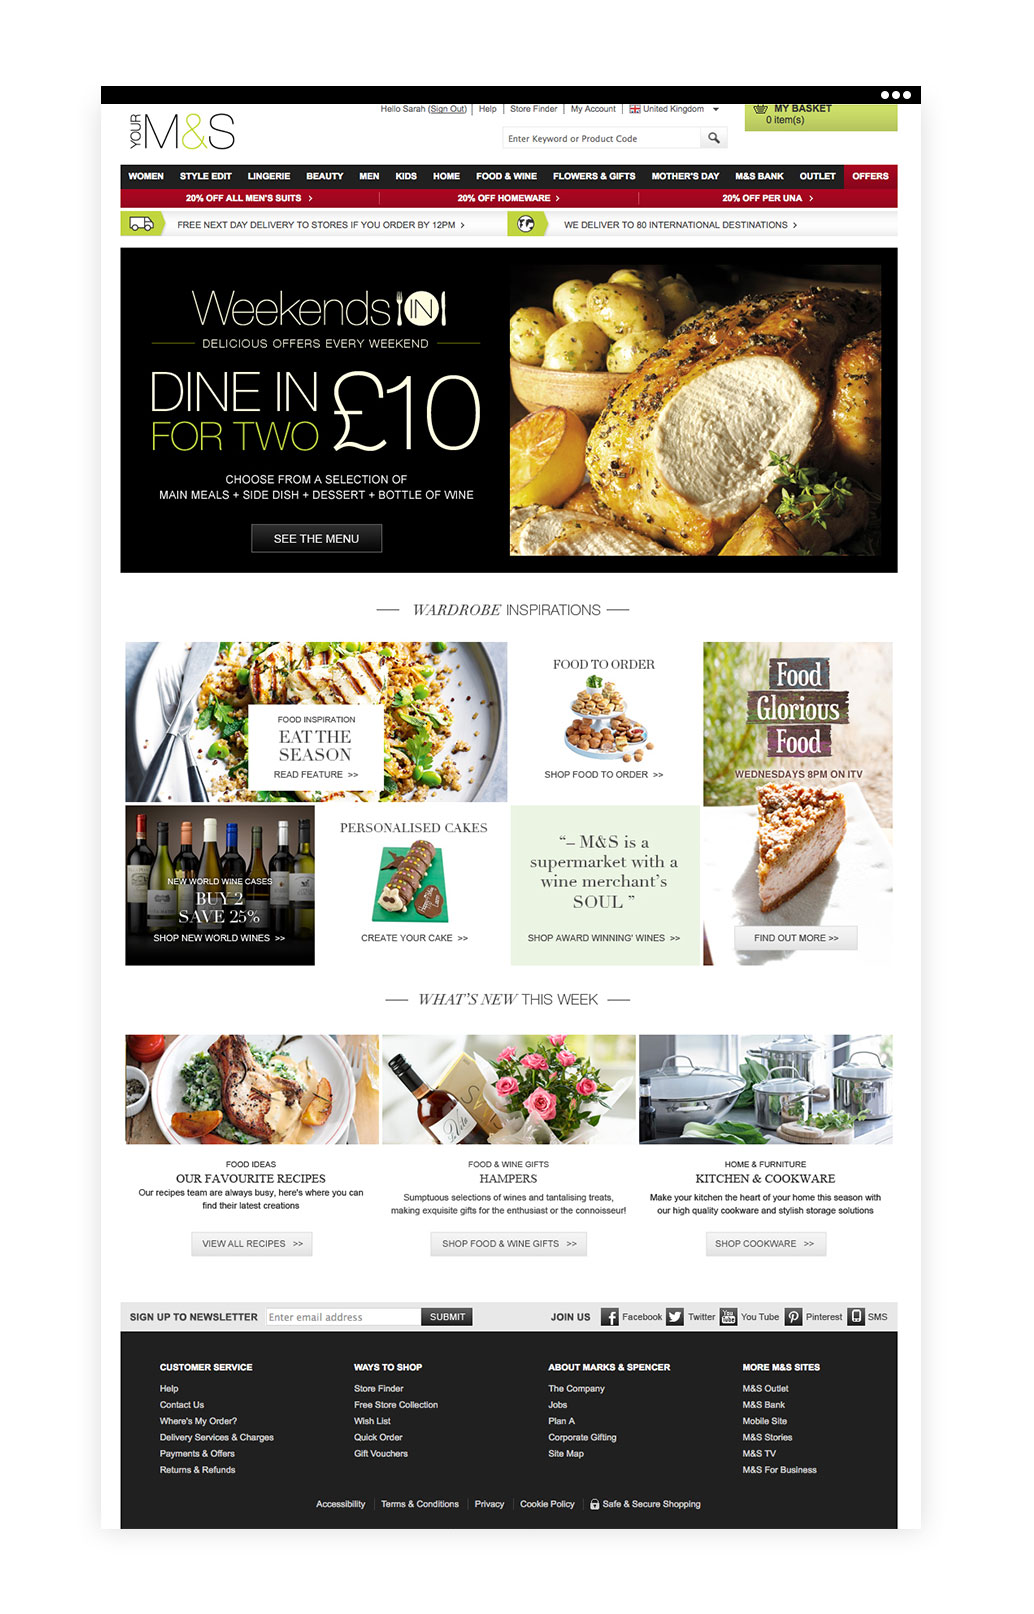 Hello Sarah (Sign Out) | Help | Store Finder | My Account | United Kingdom
MY BASKET
0 item(s)
YOUR M&S
Enter Keyword or Product Code
WOMEN STYLE EDIT LINGERIE BEAUTY MEN KIDS HOME FOOD & WINE FLOWERS & GIFTS MOTHER'S DAY M&S BANK OUTLET OFFERS
20% OFF ALL MEN'S SUITS > 20% OFF HOMEWARE > 20% OFF PER UNA >
FREE NEXT DAY DELIVERY TO STORES IF YOU ORDER BY 12PM > WE DELIVER TO 80 INTERNATIONAL DESTINATIONS >
Weekends IN
DELICIOUS OFFERS EVERY WEEKEND
DINE IN
FOR TWO
£10
CHOOSE FROM A SELECTION OF
MAIN MEALS + SIDE DISH + DESSERT + BOTTLE OF WINE
SEE THE MENU
WARDROBE INSPIRATIONS
FOOD INSPIRATION
EAT THE
SEASON
READ FEATURE >>
FOOD TO ORDER
SHOP FOOD TO ORDER >>
Food
Glorious
Food
WEDNESDAYS 8PM ON ITV
FIND OUT MORE >>
NEW WORLD WINE CASES
BUY 2
SAVE 25%
SHOP NEW WORLD WINES >>
PERSONALISED CAKES
CREATE YOUR CAKE >>
“– M&S is a
supermarket with a
wine merchant’s
SOUL ”
SHOP AWARD WINNING' WINES >>
WHAT’S NEW THIS WEEK
FOOD IDEAS
OUR FAVOURITE RECIPES
Our recipes team are always busy, here's where you can
find their latest creations
VIEW ALL RECIPES >>
FOOD & WINE GIFTS
HAMPERS
Sumptuous selections of wines and tantalising treats,
making exquisite gifts for the enthusiast or the connoisseur!
SHOP FOOD & WINE GIFTS >>
HOME & FURNITURE
KITCHEN & COOKWARE
Make your kitchen the heart of your home this season with
our high quality cookware and stylish storage solutions
SHOP COOKWARE >>
SIGN UP TO NEWSLETTER Enter email address SUBMIT
JOIN US Facebook Twitter You Tube Pinterest SMS
CUSTOMER SERVICE
Help
Contact Us
Where's My Order?
Delivery Services & Charges
Payments & Offers
Returns & Refunds
WAYS TO SHOP
Store Finder
Free Store Collection
Wish List
Quick Order
Gift Vouchers
ABOUT MARKS & SPENCER
The Company
Jobs
Plan A
Corporate Gifting
Site Map
MORE M&S SITES
M&S Outlet
M&S Bank
Mobile Site
M&S Stories
M&S TV
M&S For Business
Accessibility | Terms & Conditions | Privacy | Cookie Policy | Safe & Secure Shopping